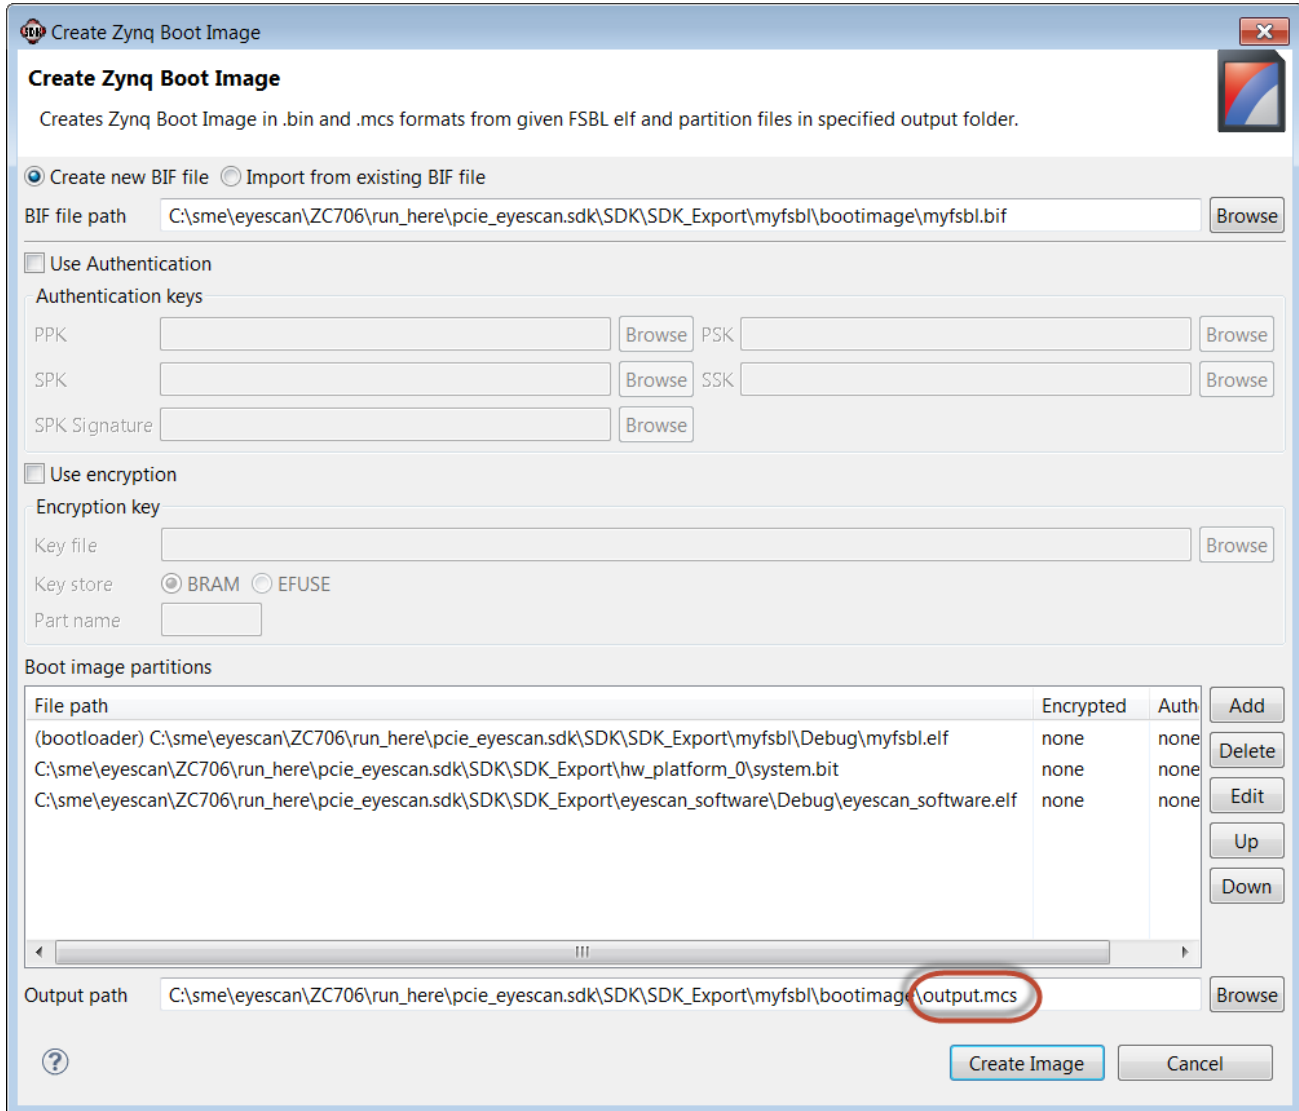 SDK Create Zynq Boot Image
Create Zynq Boot Image
Creates Zynq Boot Image in .bin and .mcs formats from given FSBL elf and partition files in specified output folder.
Create new BIF file Import from existing BIF file
BIF file path C:\sme\eyescan\ZC706\run_here\pcie_eyescan.sdk\SDK\SDK_Export\myfsbl\bootimage\myfsbl.bif Browse
Use Authentication
Authentication keys
PPK Browse PSK Browse
SPK Browse SSK Browse
SPK Signature Browse
Use encryption
Encryption key
Key file Browse
Key store BRAM EFUSE
Part name
Boot image partitions
File path Encrypted Auth Add
(bootloader) C:\sme\eyescan\ZC706\run_here\pcie_eyescan.sdk\SDK\SDK_Export\myfsbl\Debug\myfsbl.elf none none
Delete
C:\sme\eyescan\ZC706\run_here\pcie_eyescan.sdk\SDK\SDK_Export\hw_platform_0\system.bit none none
C:\sme\eyescan\ZC706\run_here\pcie_eyescan.sdk\SDK\SDK_Export\eyescan_software\Debug\eyescan_software.elf none none Edit
Up
Down
Output path C:\sme\eyescan\ZC706\run_here\pcie_eyescan.sdk\SDK\SDK_Export\myfsbl\bootimage\output.mcs Browse
? Create Image Cancel